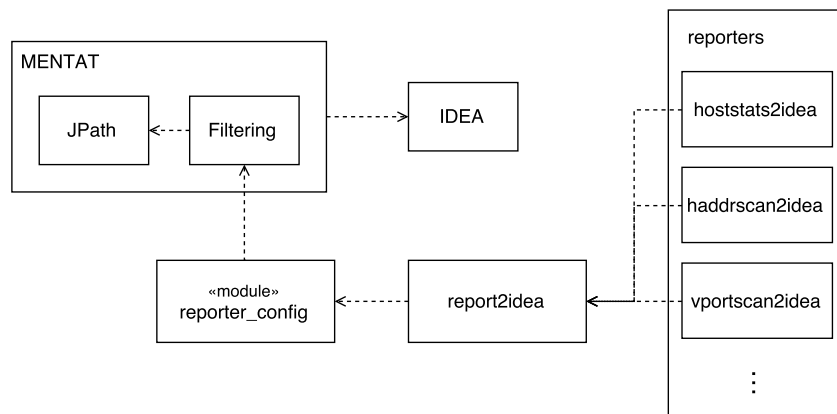 reporters
MENTAT
JPath
Filtering
IDEA
hoststats2idea
haddrscan2idea
«module»
reporter_config
report2idea
vportscan2idea
⋮